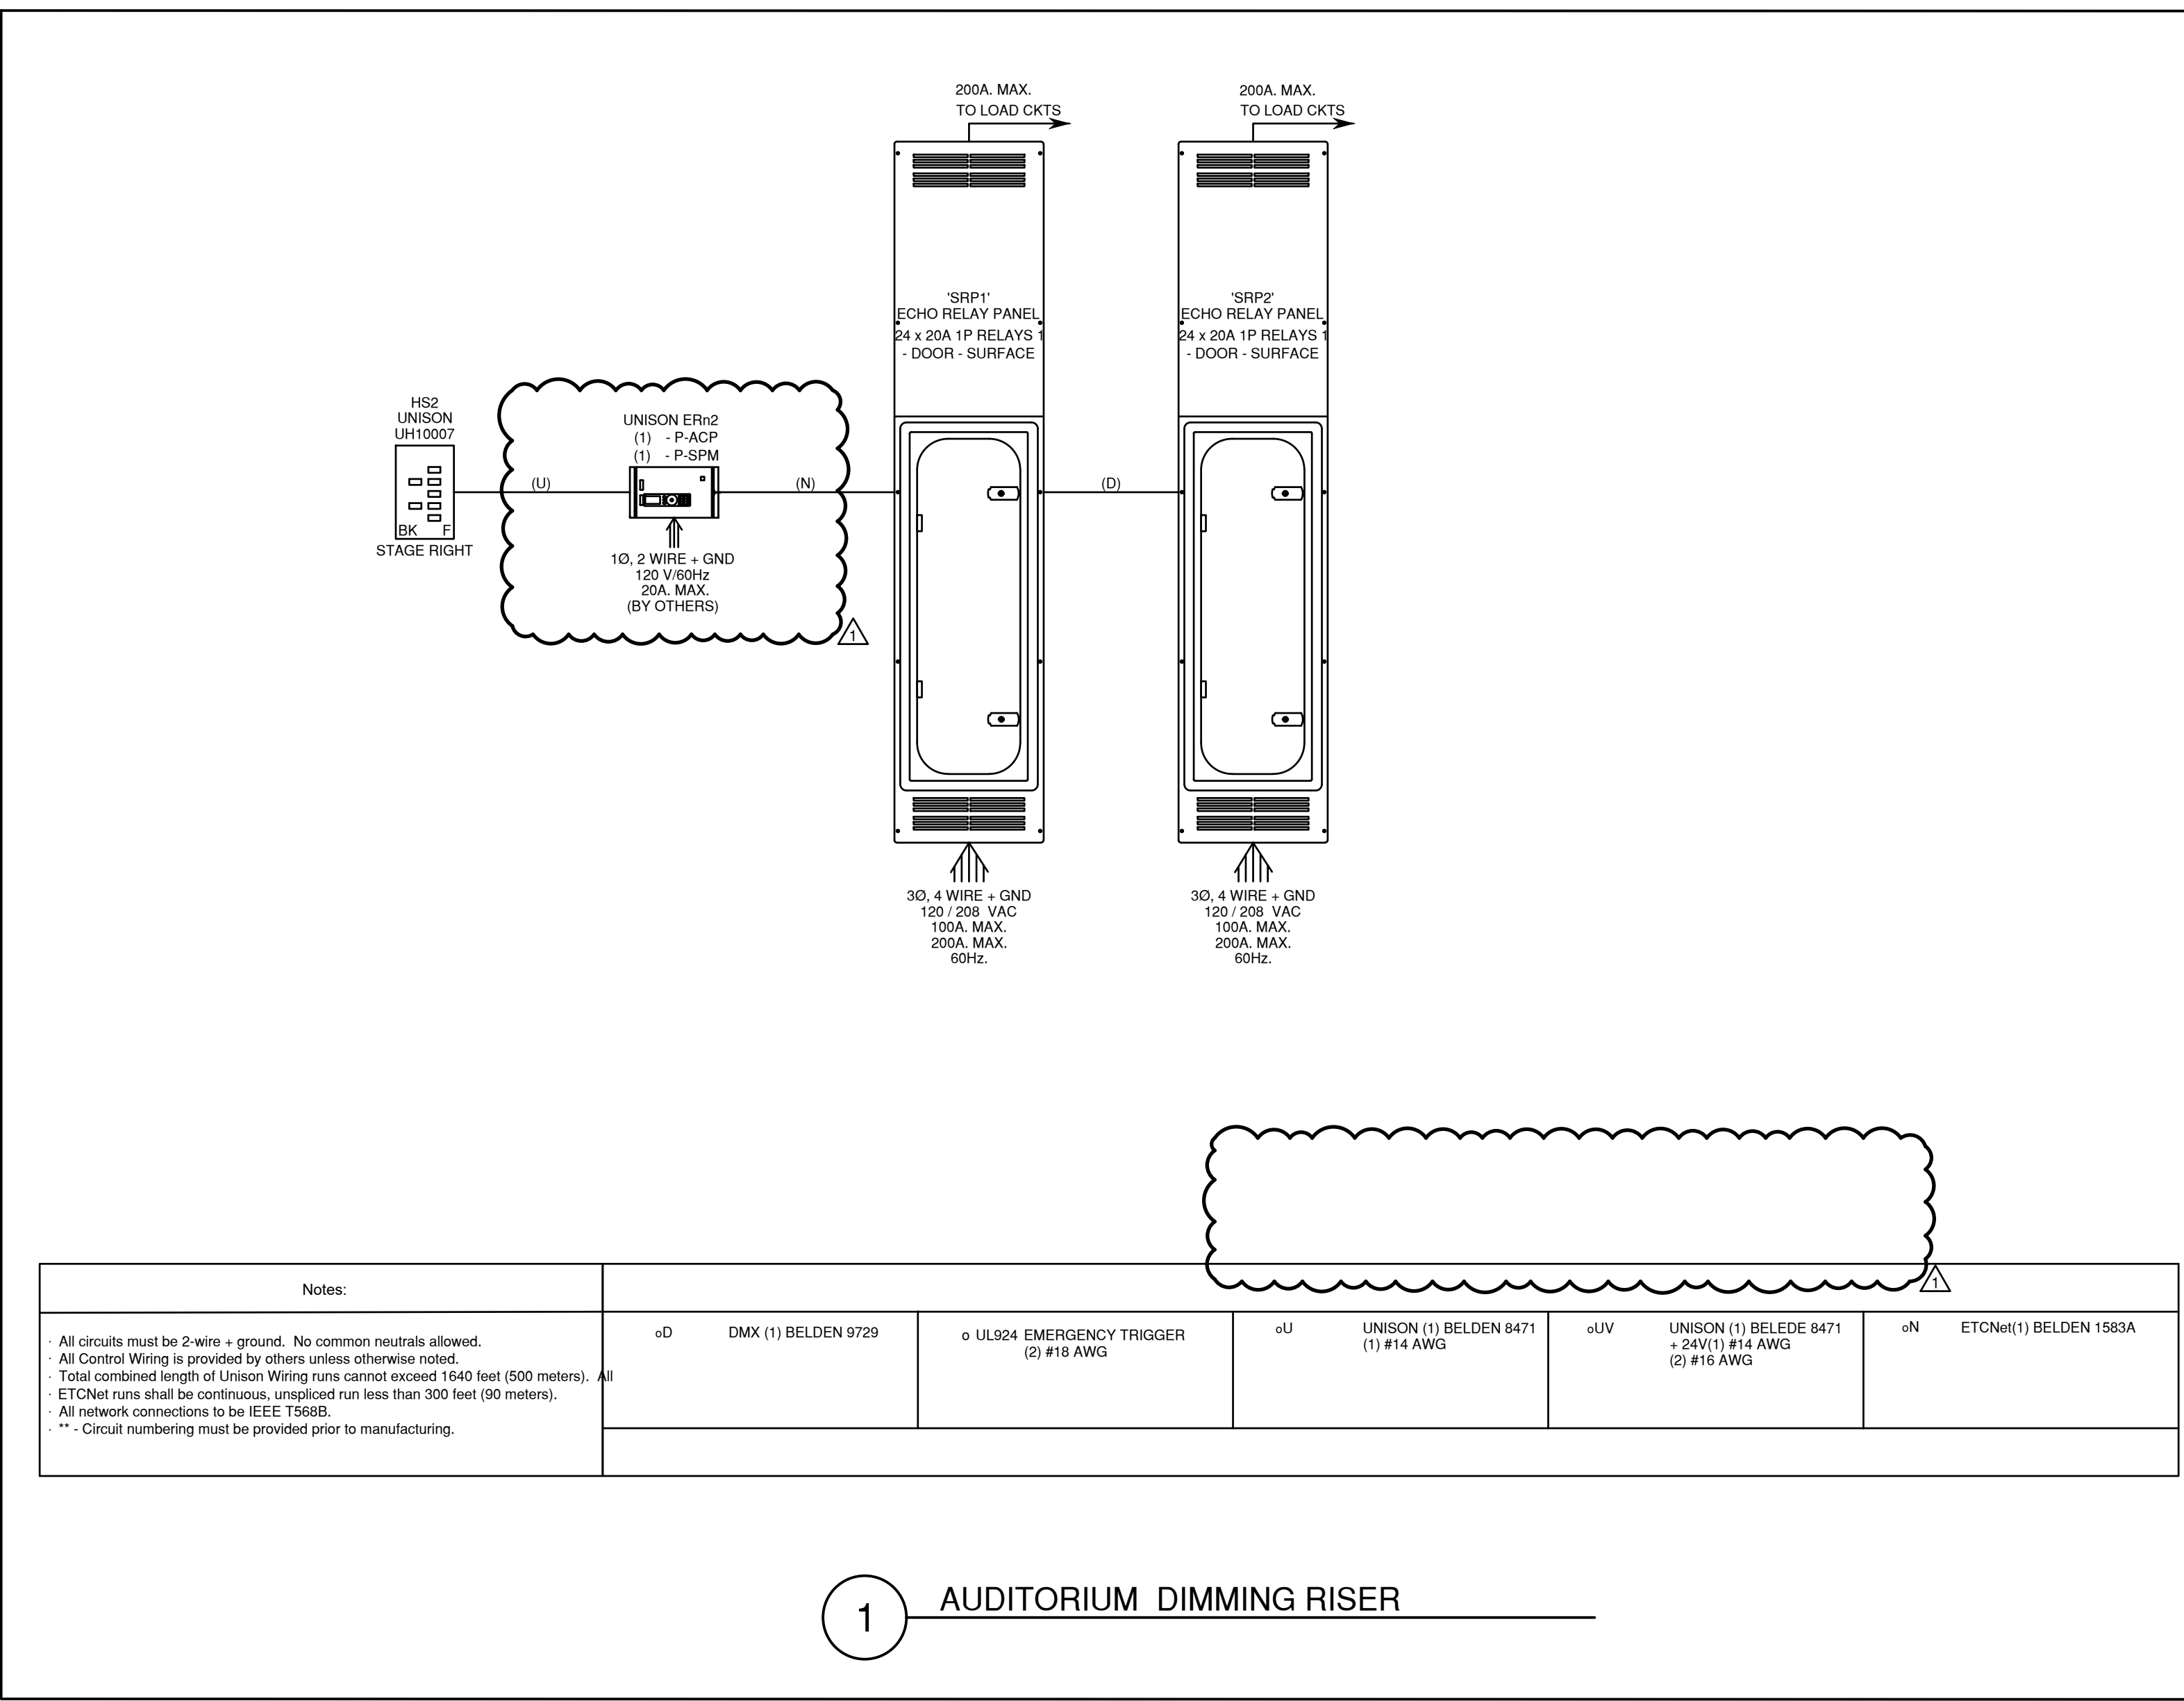 200A. MAX.
TO LOAD CKTS
200A. MAX.
TO LOAD CKTS
'SRP1'
ECHO RELAY PANEL
24 x 20A 1P RELAYS 1
- DOOR - SURFACE
'SRP2'
ECHO RELAY PANEL
24 x 20A 1P RELAYS 1
- DOOR - SURFACE
HS2
UNISON
UH10007
BK F
STAGE RIGHT
(U)
UNISON ERn2
(1) - P-ACP
(1) - P-SPM
(N)
(D)
1Ø, 2 WIRE + GND
120 V/60Hz
20A. MAX.
(BY OTHERS)
1
3Ø, 4 WIRE + GND
120 / 208 VAC
100A. MAX.
200A. MAX.
60Hz.
3Ø, 4 WIRE + GND
120 / 208 VAC
100A. MAX.
200A. MAX.
60Hz.
1
Notes:
· All circuits must be 2-wire + ground. No common neutrals allowed.
· All Control Wiring is provided by others unless otherwise noted.
· Total combined length of Unison Wiring runs cannot exceed 1640 feet (500 meters). All
· ETCNet runs shall be continuous, unspliced run less than 300 feet (90 meters).
· All network connections to be IEEE T568B.
· ** - Circuit numbering must be provided prior to manufacturing.
oD DMX (1) BELDEN 9729
o UL924 EMERGENCY TRIGGER
(2) #18 AWG
oU UNISON (1) BELDEN 8471
(1) #14 AWG
oUV UNISON (1) BELEDE 8471
+ 24V(1) #14 AWG
(2) #16 AWG
oN ETCNet(1) BELDEN 1583A
1 AUDITORIUM DIMMING RISER